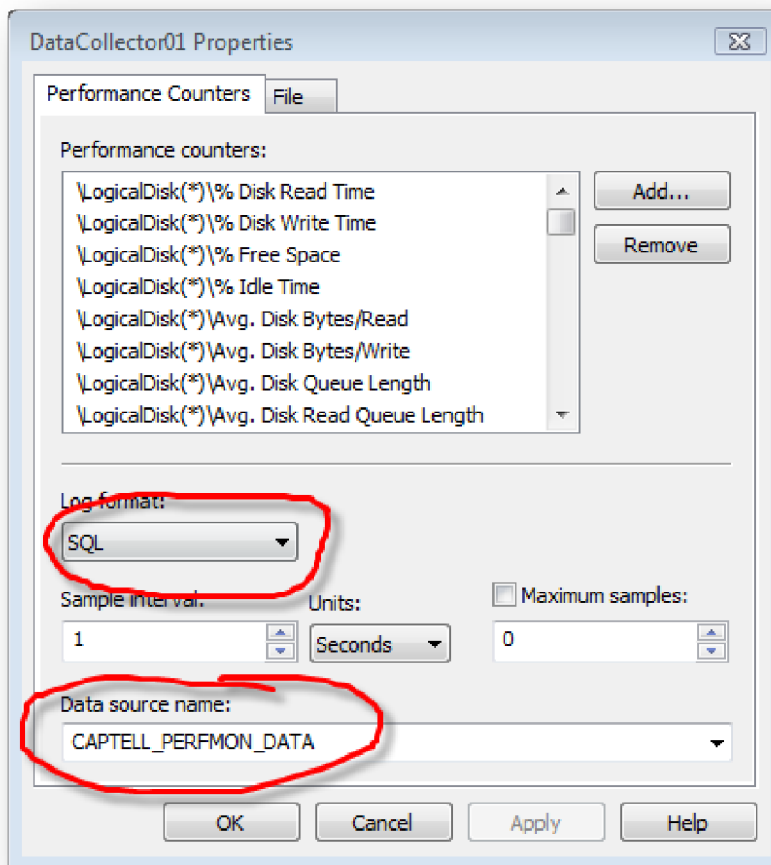 DataCollector01 Properties
Performance Counters
File
Performance counters:
\LogicalDisk(*)\% Disk Read Time
\LogicalDisk(*)\% Disk Write Time
\LogicalDisk(*)\% Free Space
\LogicalDisk(*)\% Idle Time
\LogicalDisk(*)\Avg. Disk Bytes/Read
\LogicalDisk(*)\Avg. Disk Bytes/Write
\LogicalDisk(*)\Avg. Disk Queue Length
\LogicalDisk(*)\Avg. Disk Read Queue Length
Add...
Remove
Log format:
SQL
Sample interval:
Units:
Maximum samples:
1
Seconds
0
Data source name:
CAPTELL_PERFMON_DATA
OK
Cancel
Apply
Help